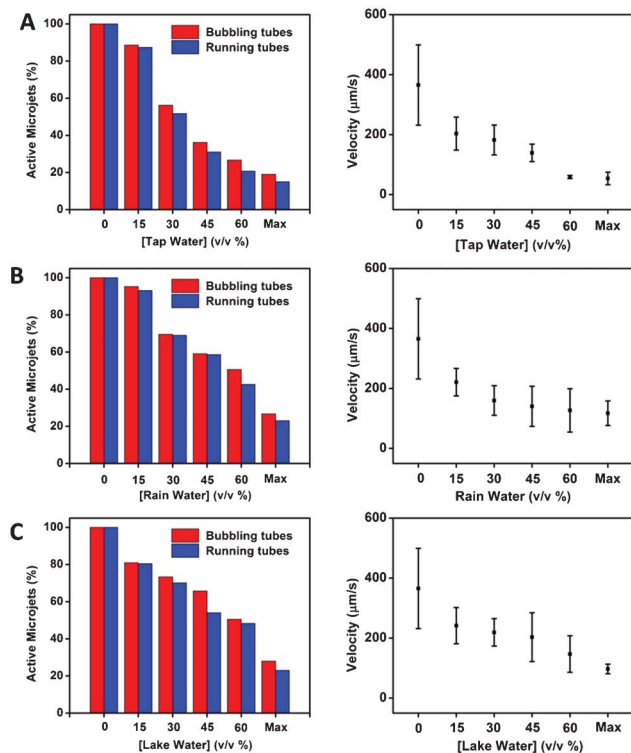 A
Active Microjets (%)
100
80
60
40
20
0
Bubbling tubes
Running tubes
0 15 30 45 60 Max
[Tap Water] (v/v %)
Velocity (µm/s)
600
400
200
0
0 15 30 45 60 Max
[Tap Water] (v/v%)
B
Active Microjets (%)
100
80
60
40
20
0
Bubbling tubes
Running tubes
0 15 30 45 60 Max
[Rain Water] (v/v %)
Velocity (µm/s)
600
400
200
0
0 15 30 45 60 Max
Rain Water] (v/v %)
C
Active Microjets (%)
100
80
60
40
20
0
Bubbling tubes
Running tubes
0 15 30 45 60 Max
[Lake Water] (v/v %)
Velocity (µm/s)
600
400
200
0
0 15 30 45 60 Max
[Lake Water] (v/v %)